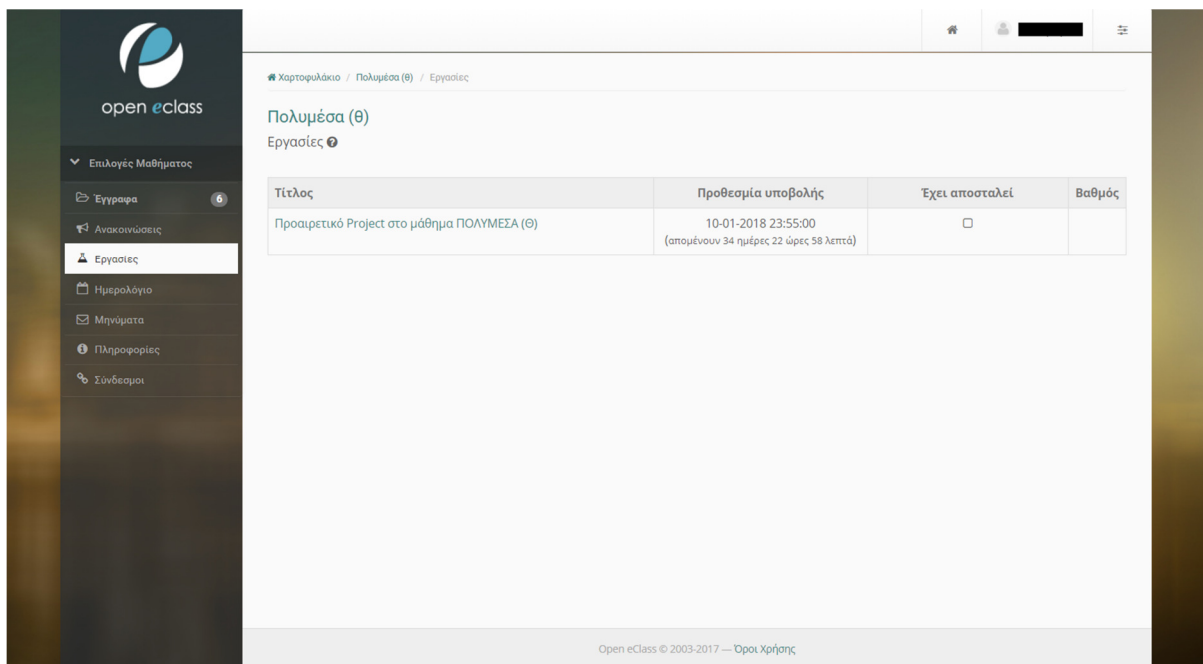 open eclass
Επιλογές Μαθήματος
Έγγραφα 6
Ανακοινώσεις
Εργασίες
Ημερολόγιο
Μηνύματα
Πληροφορίες
Σύνδεσμοι
Χαρτοφυλάκιο / Πολυμέσα (θ) / Εργασίες
Πολυμέσα (θ)
Εργασίες
Τίτλος Προθεσμία υποβολής Έχει αποσταλεί Βαθμός
Προαιρετικό Project στο μάθημα ΠΟΛΥΜΕΣΑ (Θ) 10-01-2018 23:55:00
(απομένουν 34 ημέρες 22 ώρες 58 λεπτά)
Open eClass © 2003-2017 — Όροι Χρήσης